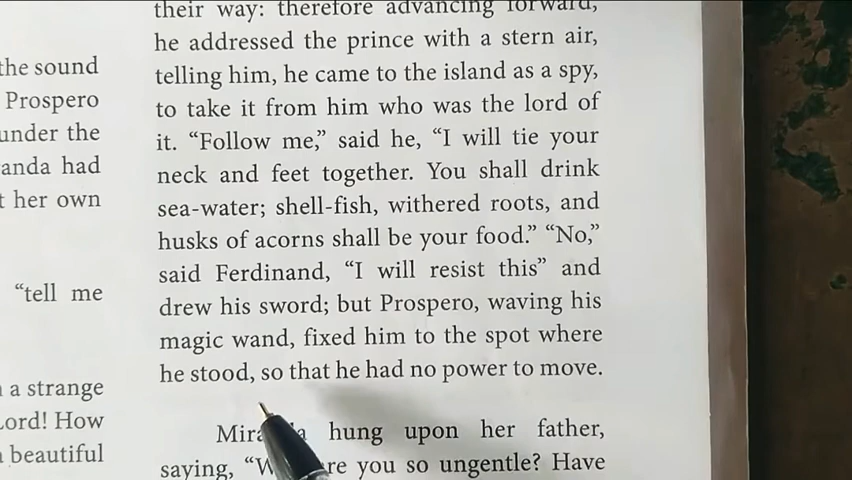 the sound
Prospero
under the
anda had
t her own
"tell me
a strange
Lord! How
beautiful
their way: therefore advancing forward,
he addressed the prince with a stern air,
telling him, he came to the island as a spy,
to take it from him who was the lord of
it. “Follow me,” said he, “I will tie your
neck and feet together. You shall drink
sea-water; shell-fish, withered roots, and
husks of acorns shall be your food.” “No,”
said Ferdinand, “I will resist this” and
drew his sword; but Prospero, waving his
magic wand, fixed him to the spot where
he stood, so that he had no power to move.
hung upon her father,
saying, are you so ungentle? Have